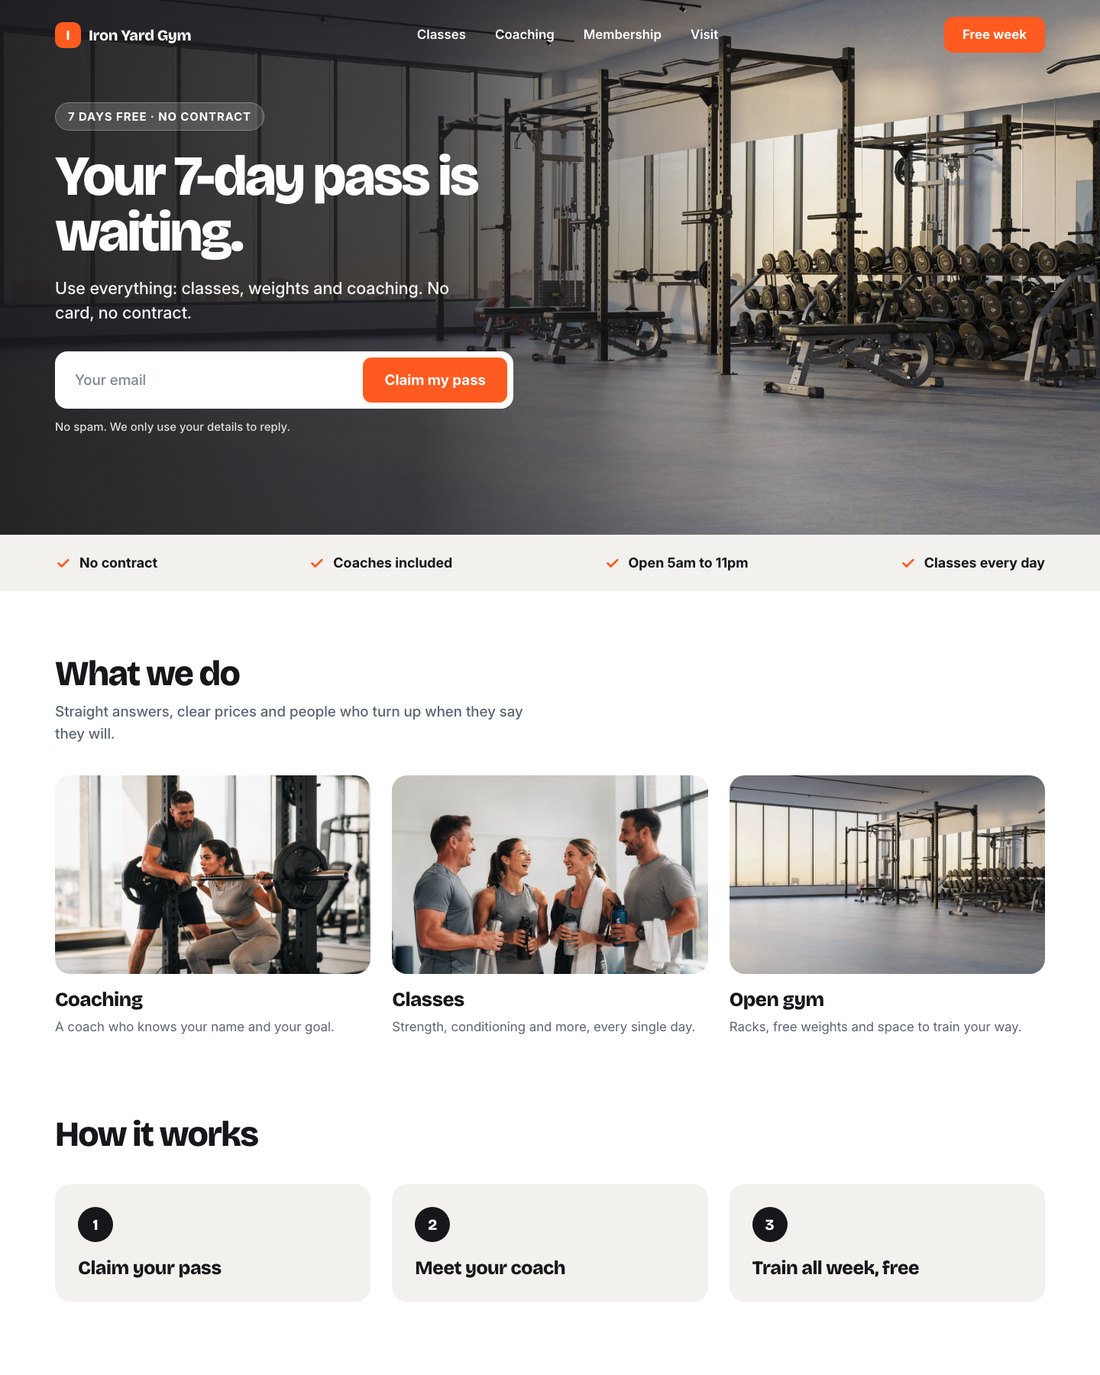 I Iron Yard Gym
Classes Coaching Membership Visit
Free week
7 DAYS FREE · NO CONTRACT
Your 7-day pass is
waiting.
Use everything: classes, weights and coaching. No
card, no contract.
Your email
Claim my pass
No spam. We only use your details to reply.
No contract
Coaches included
Open 5am to 11pm
Classes every day
What we do
Straight answers, clear prices and people who turn up when they say
they will.
Coaching
A coach who knows your name and your goal.
Classes
Strength, conditioning and more, every single day.
Open gym
Racks, free weights and space to train your way.
How it works
1
Claim your pass
2
Meet your coach
3
Train all week, free